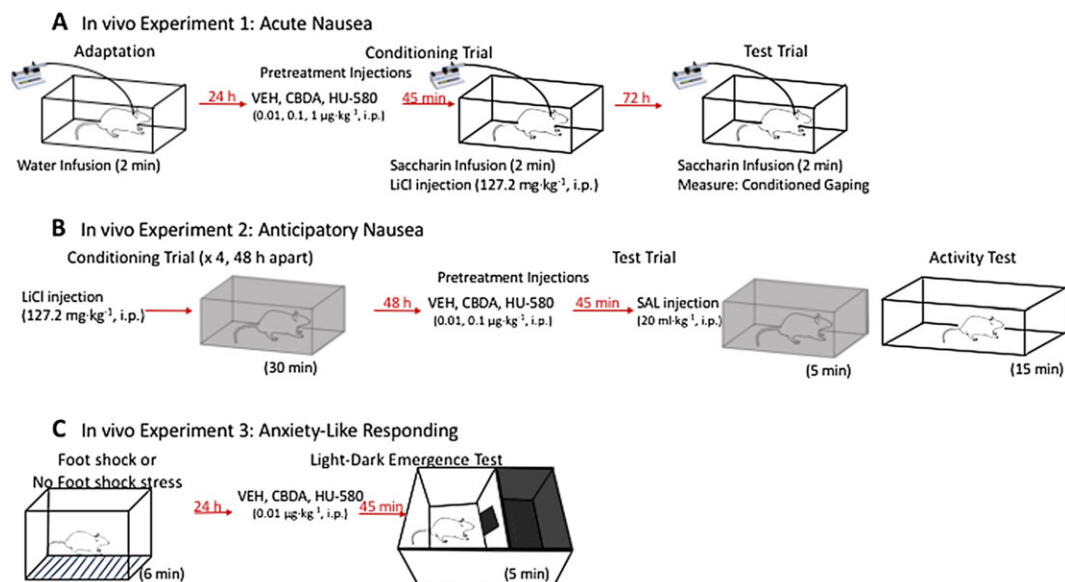 A In vivo Experiment 1: Acute Nausea
Adaptation
Conditioning Trial
Test Trial
Pretreatment Injections
24 h
VEH, CBDA, HU-580
(0.01, 0.1, 1 µg·kg⁻¹, i.p.)
45 min
72 h
Water Infusion (2 min)
Saccharin Infusion (2 min)
LiCl injection (127.2 mg·kg⁻¹, i.p.)
Saccharin Infusion (2 min)
Measure: Conditioned Gaping
B In vivo Experiment 2: Anticipatory Nausea
Conditioning Trial (x 4, 48 h apart)
Test Trial
Activity Test
Pretreatment Injections
LiCl injection
(127.2 mg·kg⁻¹, i.p.)
48 h
VEH, CBDA, HU-580
(0.01, 0.1 µg·kg⁻¹, i.p.)
45 min
SAL injection
(20 ml·kg⁻¹, i.p.)
(30 min)
(5 min)
(15 min)
C In vivo Experiment 3: Anxiety-Like Responding
Foot shock or
No Foot shock stress
Light-Dark Emergence Test
24 h
VEH, CBDA, HU-580
(0.01 µg·kg⁻¹, i.p.)
45 min
(6 min)
(5 min)